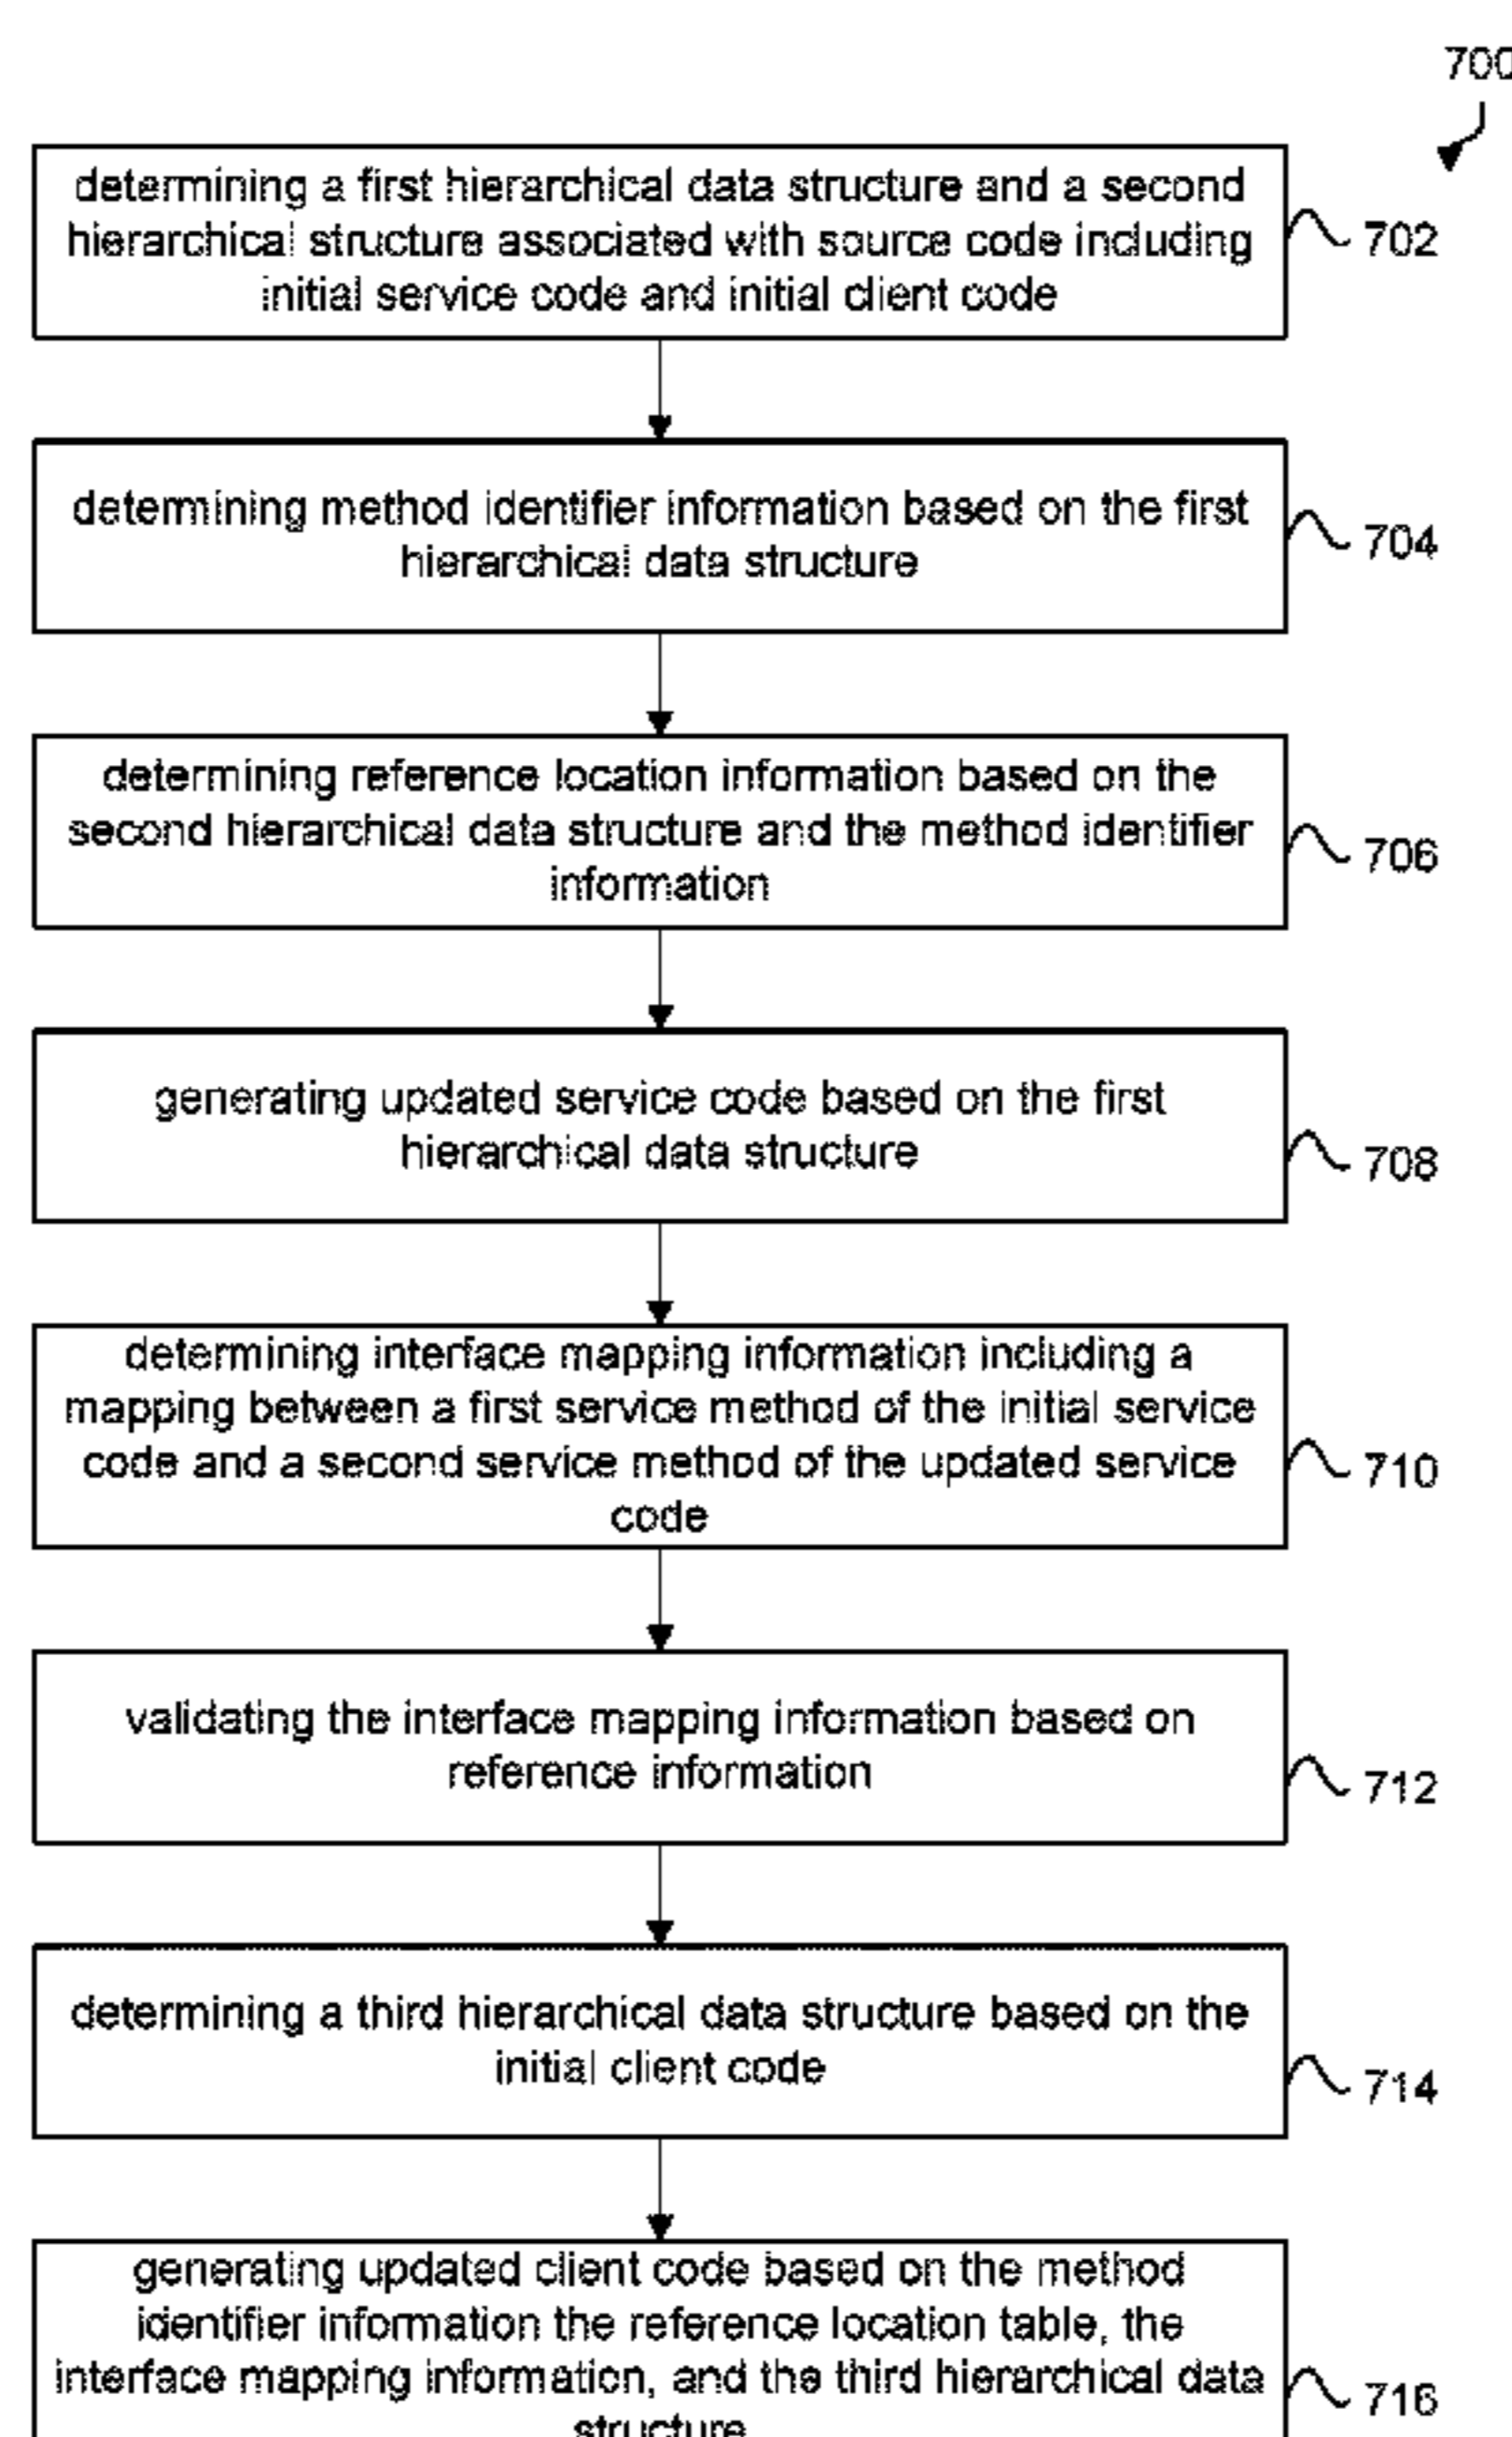 700
determining a first hierarchical data structure and a second
hierarchical structure associated with source code including
initial service code and initial client code
702
determining method identifier information based on the first
hierarchical data structure
704
determining reference location information based on the
second hierarchical data structure and the method identifier
information
706
generating updated service code based on the first
hierarchical data structure
708
determining interface mapping information including a
mapping between a first service method of the initial service
code and a second service method of the updated service
code
710
validating the interface mapping information based on
reference information
712
determining a third hierarchical data structure based on the
initial client code
714
generating updated client code based on the method
identifier information the reference location table, the
interface mapping information, and the third hierarchical data
structure
716